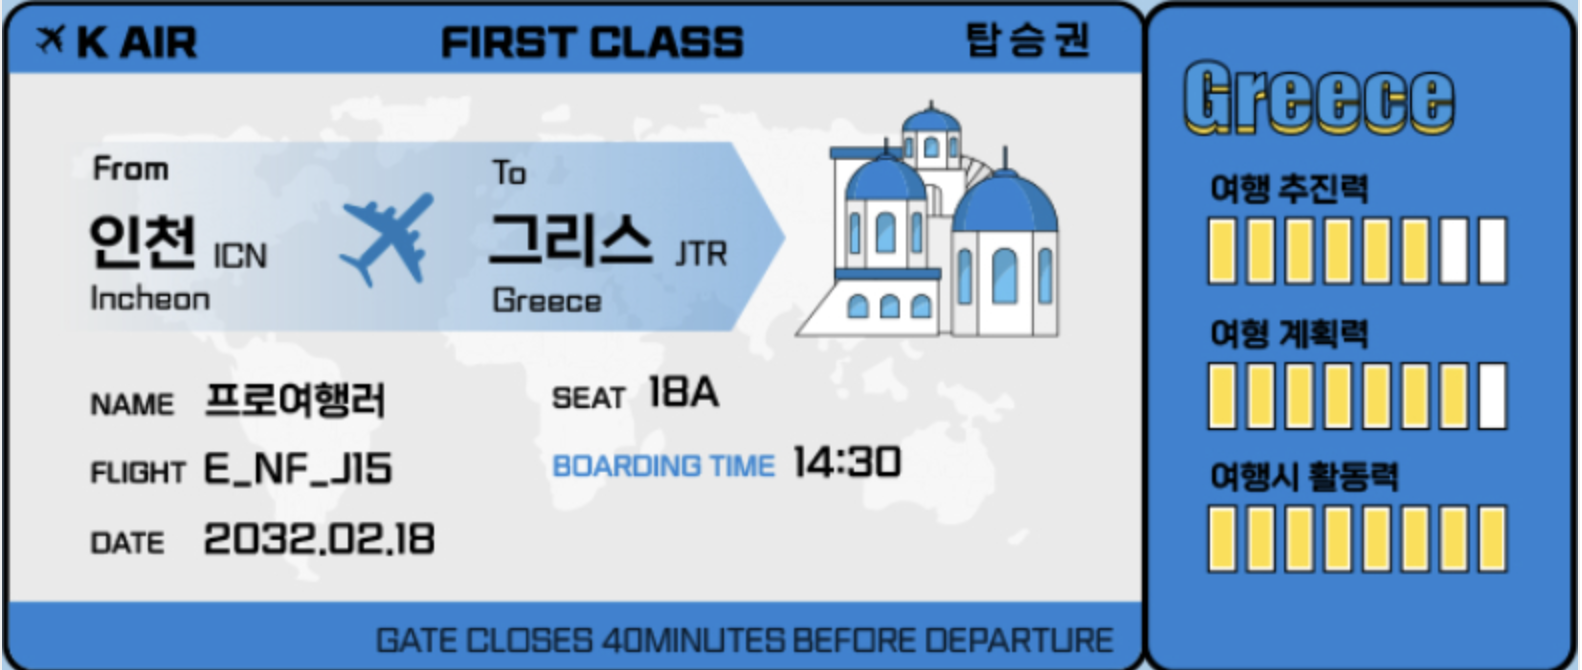 K AIR FIRST CLASS 탑승권
From
인천 ICN
Incheon
To
그리스 JTR
Greece
NAME 프로여행러
SEAT 18A
FLIGHT E_NF_J15
BOARDING TIME 14:30
DATE 2032.02.18
GATE CLOSES 40MINUTES BEFORE DEPARTURE
Greece
여행 추진력
여형 계획력
여행시 활동력